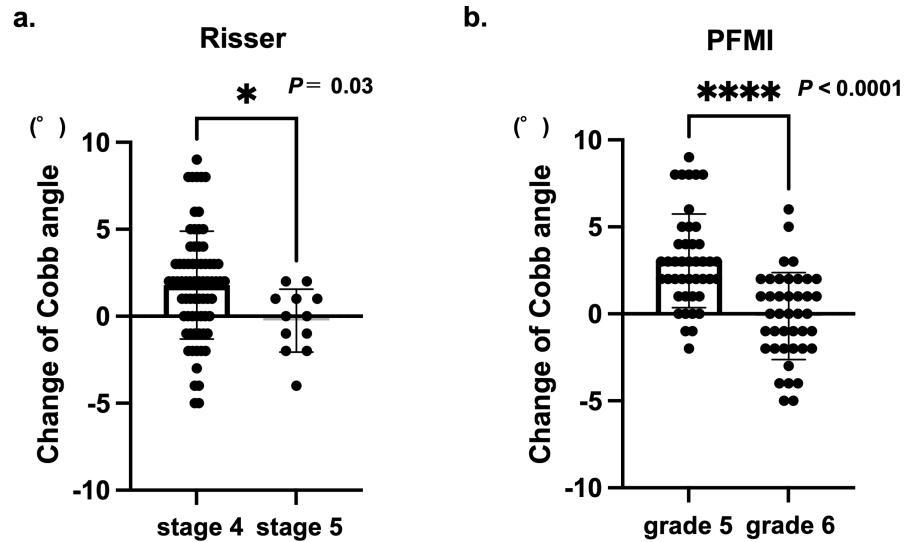 a.
Risser
*
P = 0.03
(° )
Change of Cobb angle
10
5
0
-5
-10
stage 4 stage 5
b.
PFMI
****
P < 0.0001
(° )
Change of Cobb angle
10
5
0
-5
-10
grade 5 grade 6